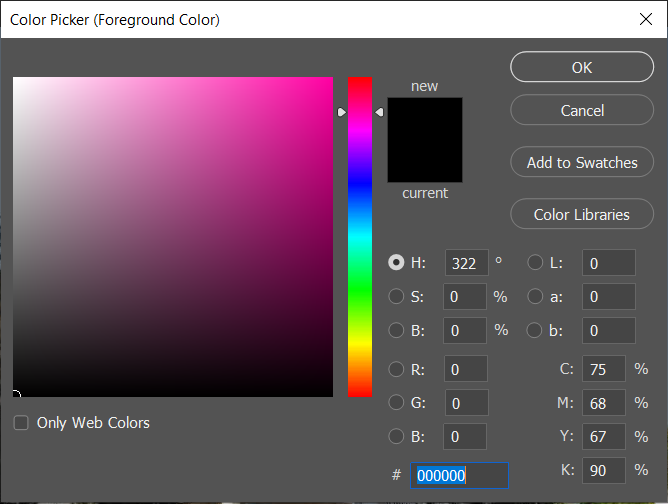 Color Picker (Foreground Color)
new
current
OK
Cancel
Add to Swatches
Color Libraries
H: 322 °
S: 0 %
B: 0 %
R: 0
G: 0
B: 0
# 000000
L: 0
a: 0
b: 0
C: 75 %
M: 68 %
Y: 67 %
K: 90 %
Only Web Colors